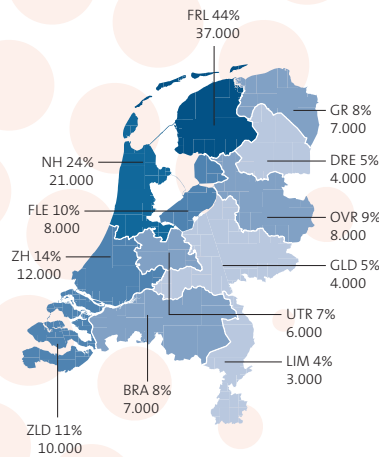 FRL 44%
37.000
GR 8%
7.000
NH 24%
21.000
DRE 5%
4.000
FLE 10%
8.000
OVR 9%
8.000
ZH 14%
12.000
GLD 5%
4.000
UTR 7%
6.000
LIM 4%
3.000
BRA 8%
7.000
ZLD 11%
10.000